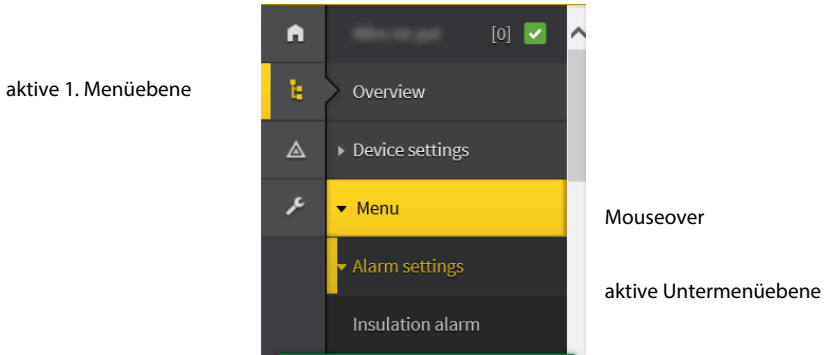 [0]
aktive 1. Menüebene
Overview
Device settings
Menu
Mouseover
Alarm settings
aktive Untermenüebene
Insulation alarm